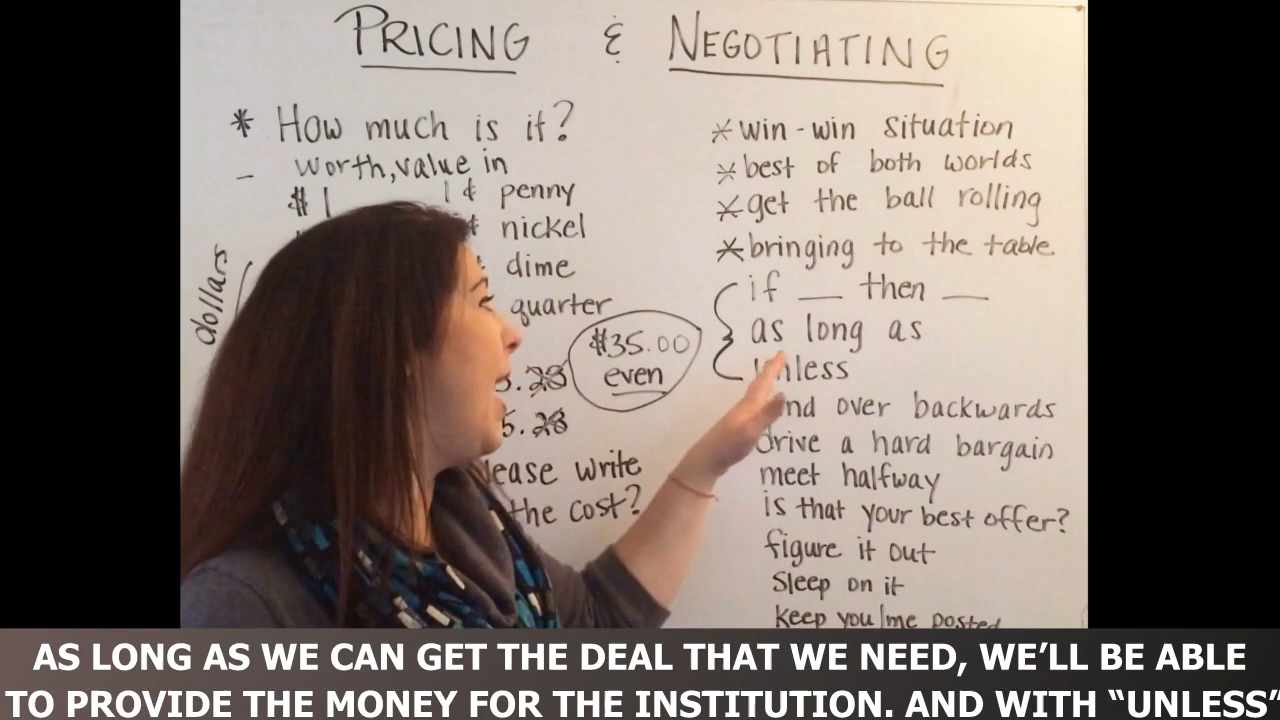 PRICING & NEGOTIATING
* How much is it?
- worth, value in
$1 1¢ penny
nickel
dime
quarter
dollars
$35.00
even
write
the cost?
* win-win situation
* best of both worlds
* get the ball rolling
* bringing to the table
if __ then __
as long as
unless
over backwards
drive a hard bargain
meet halfway
is that your best offer?
figure it out
sleep on it
keep you/me posted
AS LONG AS WE CAN GET THE DEAL THAT WE NEED, WE'LL BE ABLE
TO PROVIDE THE MONEY FOR THE INSTITUTION. AND WITH “UNLESS”